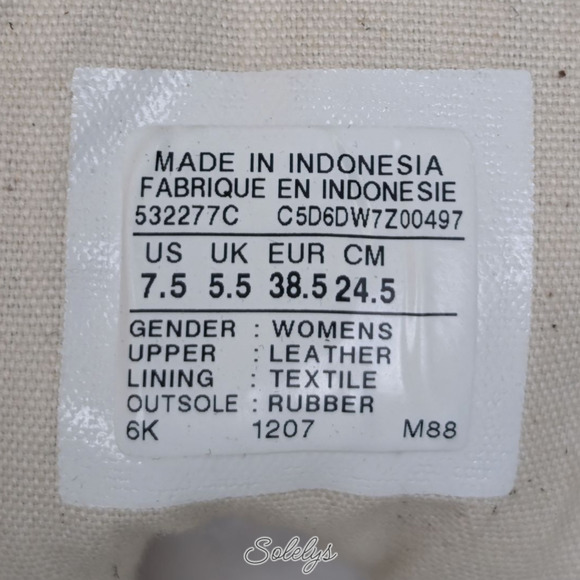 MADE IN INDONESIA
FABRIQUE EN INDONESIE
532277C C5D6DW7Z00497
US UK EUR CM
7.5 5.5 38.5 24.5
GENDER : WOMENS
UPPER : LEATHER
LINING : TEXTILE
OUTSOLE : RUBBER
6K 1207 M88
Solelys